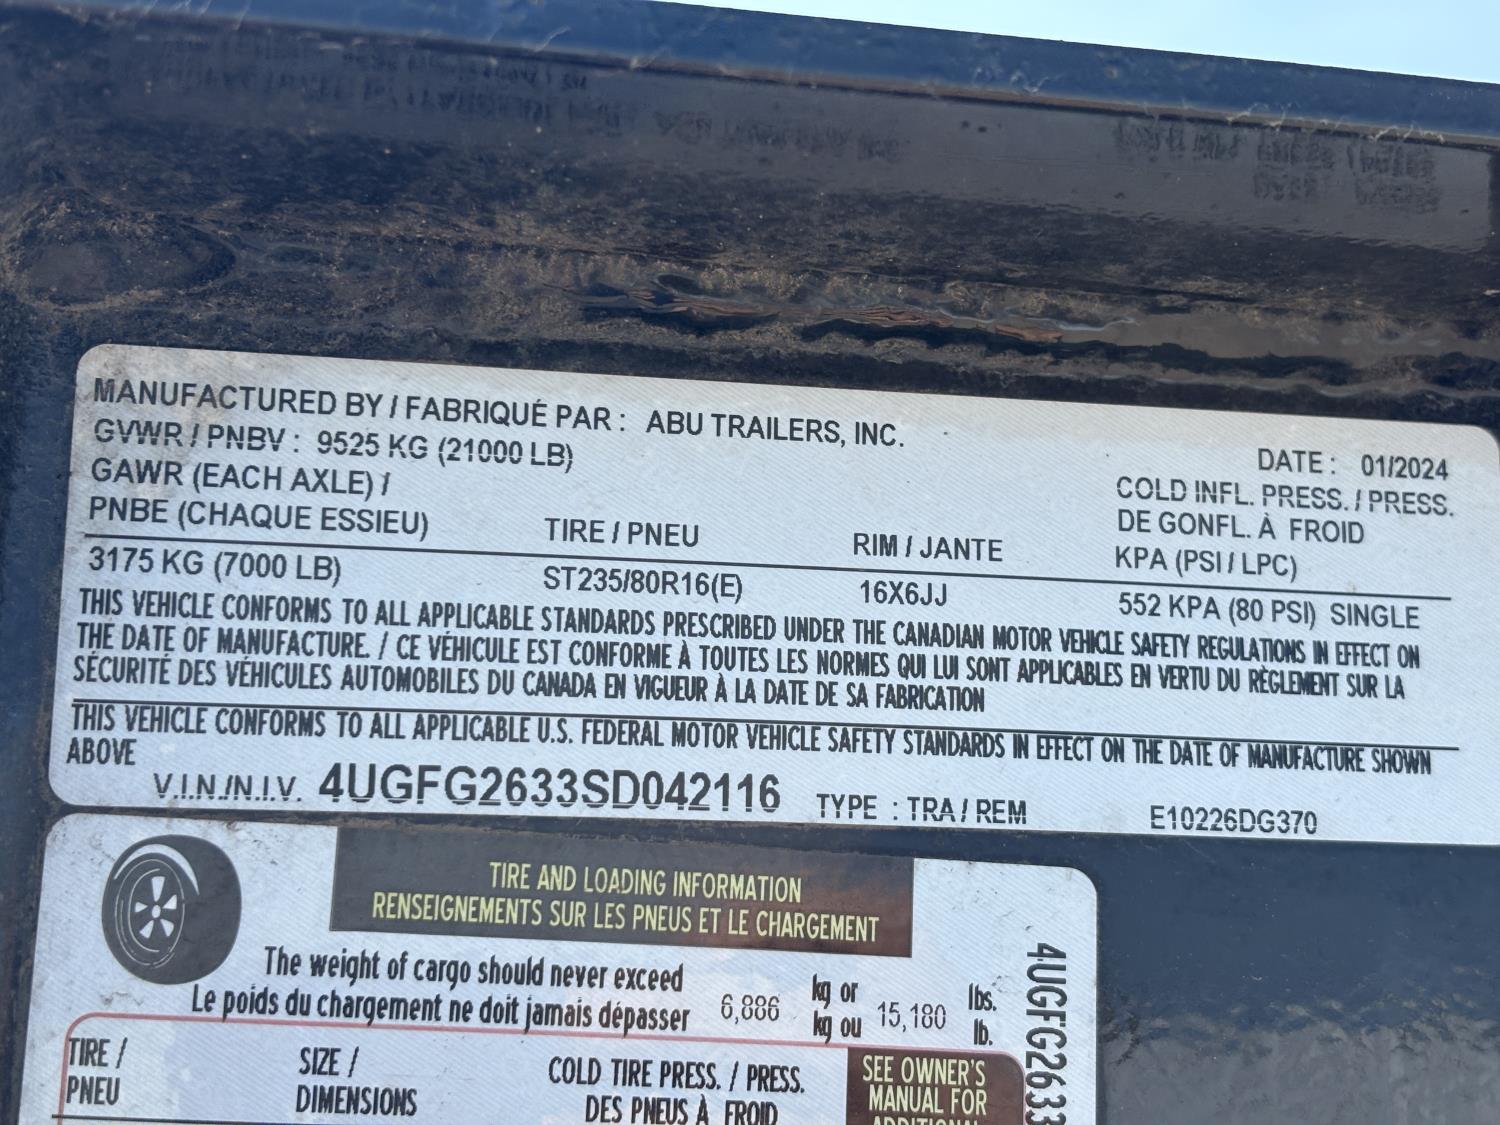 MANUFACTURED BY / FABRIQUÉ PAR : ABU TRAILERS, INC.
GVWR / PNBV : 9525 KG (21000 LB)
DATE : 01/2024
GAWR (EACH AXLE) /
PNBE (CHAQUE ESSIEU)
TIRE / PNEU
RIM / JANTE
COLD INFL. PRESS. / PRESS.
DE GONFL. À FROID
KPA (PSI / LPC)
3175 KG (7000 LB)
ST235/80R16(E)
16X6JJ
552 KPA (80 PSI) SINGLE
THIS VEHICLE CONFORMS TO ALL APPLICABLE STANDARDS PRESCRIBED UNDER THE CANADIAN MOTOR VEHICLE SAFETY REGULATIONS IN EFFECT ON
THE DATE OF MANUFACTURE. / CE VÉHICULE EST CONFORME À TOUTES LES NORMES QUI LUI SONT APPLICABLES EN VERTU DU RÈGLEMENT SUR LA
SÉCURITÉ DES VÉHICULES AUTOMOBILES DU CANADA EN VIGUEUR À LA DATE DE SA FABRICATION
THIS VEHICLE CONFORMS TO ALL APPLICABLE U.S. FEDERAL MOTOR VEHICLE SAFETY STANDARDS IN EFFECT ON THE DATE OF MANUFACTURE SHOWN
ABOVE
V.I.N./N.I.V. 4UGFG2633SD042116 TYPE : TRA / REM E10226DG370
TIRE AND LOADING INFORMATION
RENSEIGNEMENTS SUR LES PNEUS ET LE CHARGEMENT
The weight of cargo should never exceed
Le poids du chargement ne doit jamais dépasser
6,886
kg or
kg ou
15,180
lbs.
lb.
TIRE /
PNEU
SIZE /
DIMENSIONS
COLD TIRE PRESS. / PRESS.
DES PNEUS À FROID
SEE OWNER'S
MANUAL FOR
ADDITIONAL
4UGFG2633